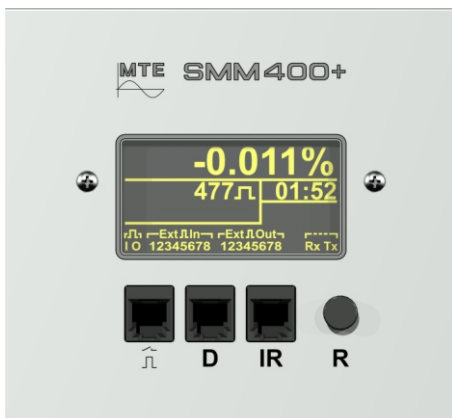 MTE SMM400+
-0.011%
477⎍ 01:52
⎍ Ext⎍In Ext⎍Out
I O 12345678 12345678 Rx Tx
D IR R